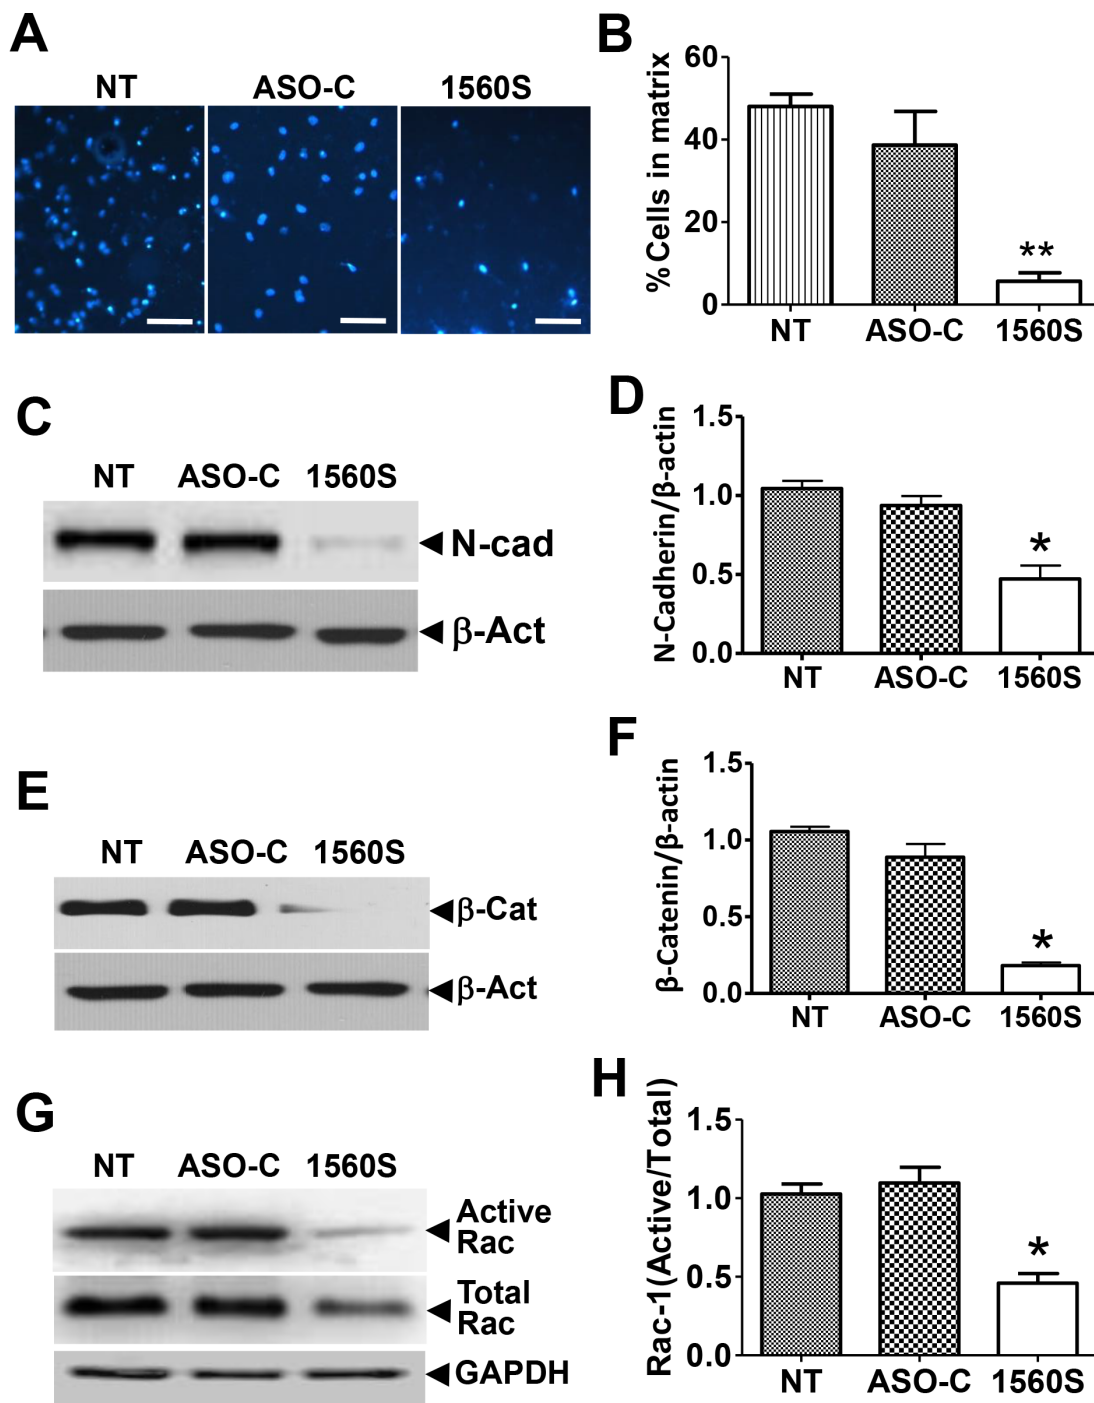 A
NT ASO-C 1560S
B
%Cells in matrix
60
40
20
0
**
NT ASO-C 1560S
C
NT ASO-C 1560S
N-cad
β-Act
D
N-Cadherin/β-actin
1.5
1.0
0.5
0.0
*
NT ASO-C 1560S
E
NT ASO-C 1560S
β-Cat
β-Act
F
β-Catenin/β-actin
1.5
1.0
0.5
0.0
*
NT ASO-C 1560S
G
NT ASO-C 1560S
Active
Rac
Total
Rac
GAPDH
H
Rac-1(Active/Total)
1.5
1.0
0.5
0.0
*
NT ASO-C 1560S